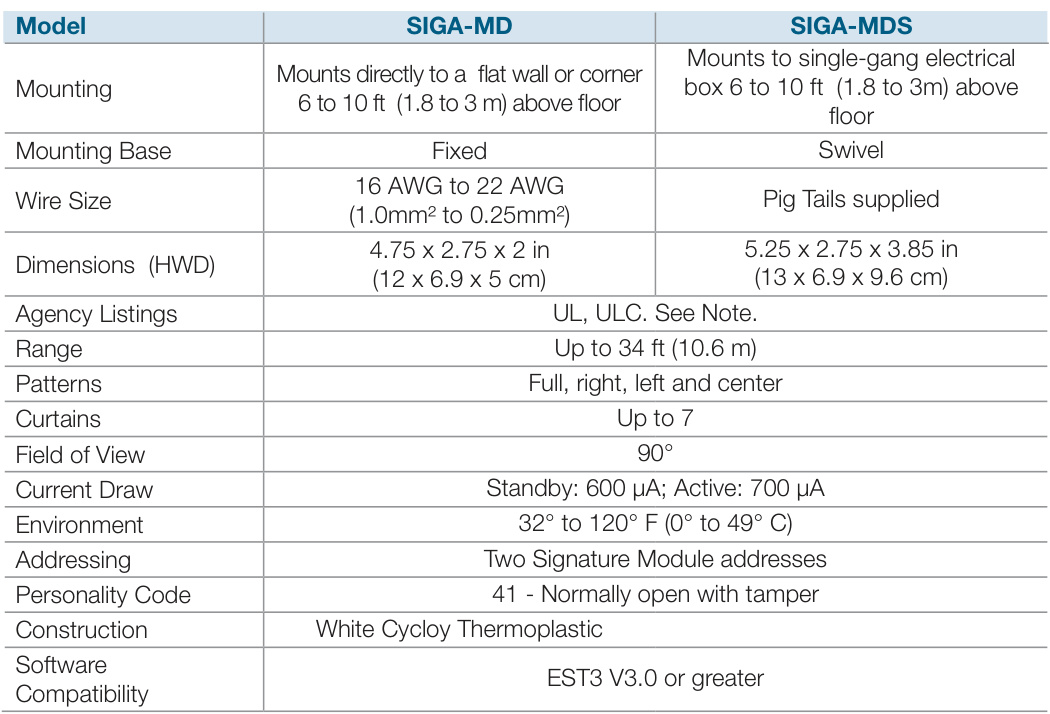 Model SIGA-MD SIGA-MDS
Mounting
Mounts directly to a flat wall or corner
6 to 10 ft (1.8 to 3 m) above floor
Mounts to single-gang electrical
box 6 to 10 ft (1.8 to 3m) above
floor
Mounting Base Fixed Swivel
Wire Size
16 AWG to 22 AWG
(1.0mm² to 0.25mm²)
Pig Tails supplied
Dimensions (HWD)
4.75 x 2.75 x 2 in
(12 x 6.9 x 5 cm)
5.25 x 2.75 x 3.85 in
(13 x 6.9 x 9.6 cm)
Agency Listings UL, ULC. See Note.
Range Up to 34 ft (10.6 m)
Patterns Full, right, left and center
Curtains Up to 7
Field of View 90°
Current Draw Standby: 600 µA; Active: 700 µA
Environment 32° to 120° F (0° to 49° C)
Addressing Two Signature Module addresses
Personality Code 41 - Normally open with tamper
Construction White Cycloy Thermoplastic
Software
Compatibility
EST3 V3.0 or greater